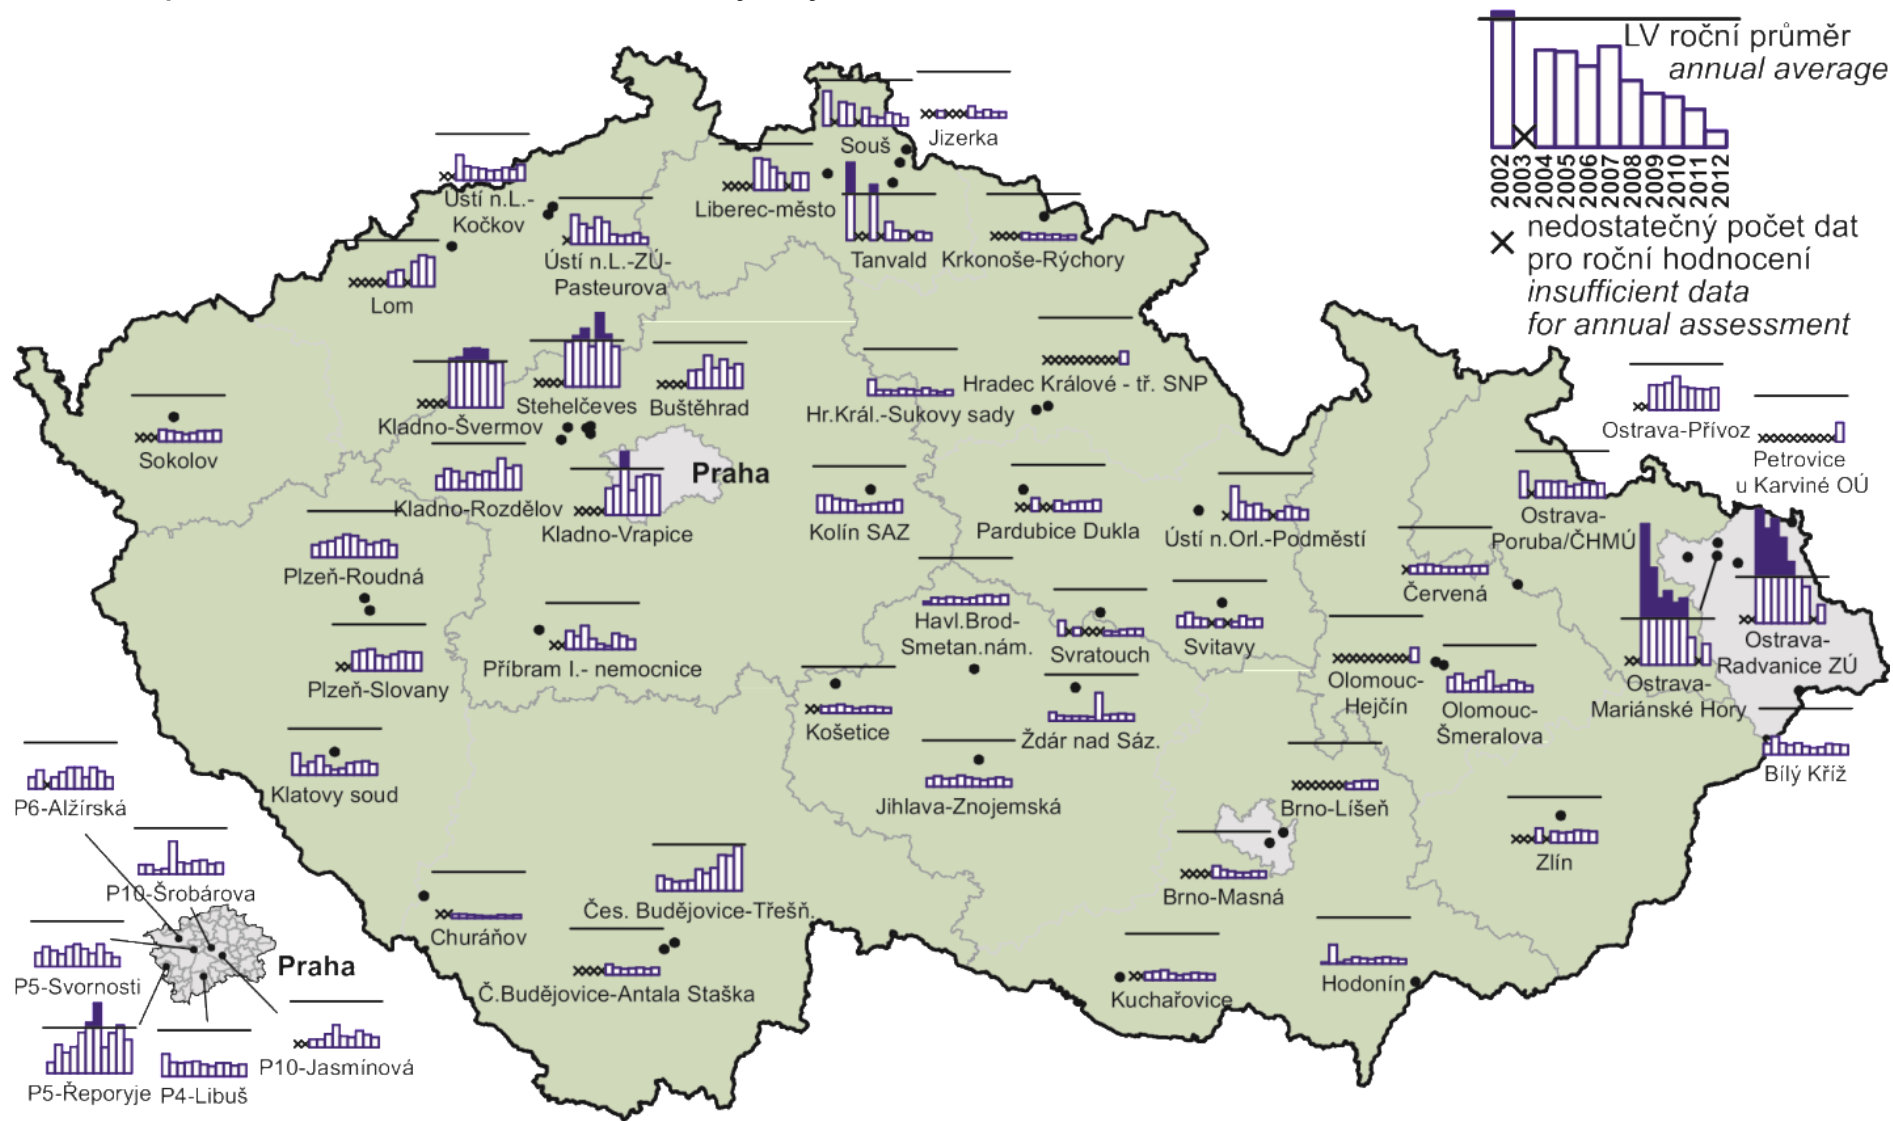 LV roční průměr
annual average
2002
2003
2004
2005
2006
2007
2008
2009
2010
2011
2012
nedostatečný počet dat
pro roční hodnocení
insufficient data
for annual assessment
Souš
Jizerka
Ústí n.L.-
Kočkov
Liberec-město
Ústí n.L.-ZÚ-
Pasteurova
Tanvald
Krkonoše-Rýchory
Lom
Hradec Králové - tř. SNP
Stehelčeves
Buštěhrad
Hr.Král.-Sukovy sady
Kladno-Švermov
Ostrava-Přívoz
Petrovice
u Karviné OÚ
Sokolov
Praha
Kladno-Rozdělov
Kladno-Vrapice
Kolín SAZ
Pardubice Dukla
Ústí n.Orl.-Podměstí
Ostrava-
Poruba/ČHMÚ
Plzeň-Roudná
Červená
Havl.Brod-
Smetan.nám.
Svratouch
Svitavy
Ostrava-
Radvanice ZÚ
Příbram I.- nemocnice
Plzeň-Slovany
Olomouc-
Hejčín
Olomouc-
Šmeralova
Ostrava-
Mariánské Hory
Košetice
Ždár nad Sáz.
Bílý Kříž
Klatovy soud
Jihlava-Znojemská
Brno-Líšeň
P6-Alžírská
Zlín
P10-Šrobárova
Brno-Masná
Čes. Budějovice-Třešň.
Churáňov
Praha
P5-Svornosti
Č.Budějovice-Antala Staška
Kuchařovice
Hodonín
P10-Jasmínová
P5-Řeporyje
P4-Libuš